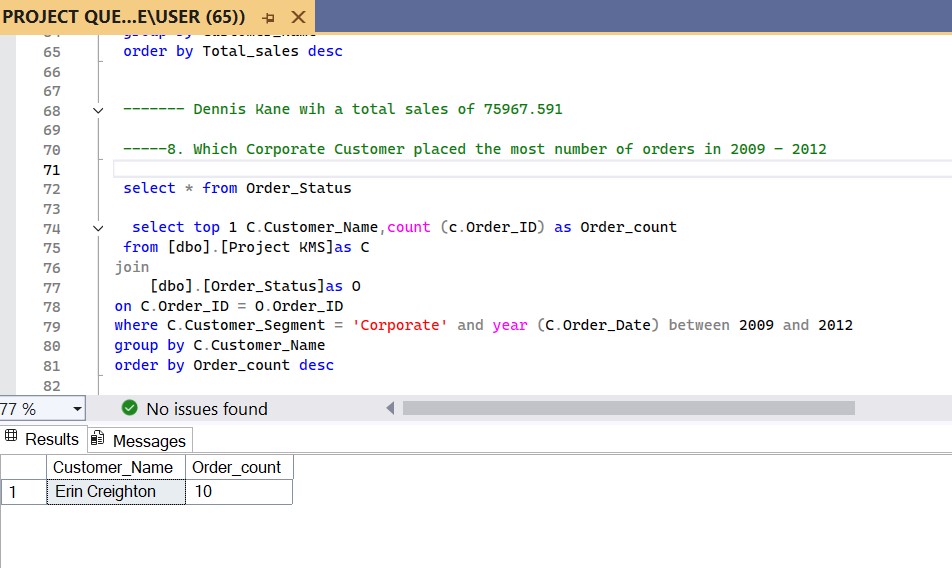 PROJECT QUE...E\USER (65))
65 order by Total_sales desc
66
67
68 ------- Dennis Kane wih a total sales of 75967.591
69
70 -----8. Which Corporate Customer placed the most number of orders in 2009 – 2012
71
72 select * from Order_Status
73
74 select top 1 C.Customer_Name,count (c.Order_ID) as Order_count
75 from [dbo].[Project KMS]as C
76 join
77 [dbo].[Order_Status]as O
78 on C.Order_ID = O.Order_ID
79 where C.Customer_Segment = 'Corporate' and year (C.Order_Date) between 2009 and 2012
80 group by C.Customer_Name
81 order by Order_count desc
82
77 % No issues found
Results Messages
Customer_Name Order_count
1 Erin Creighton 10